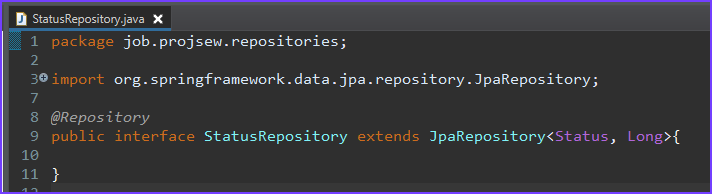 StatusRepository.java
1 package job.projsew.repositories;
2
3 import org.springframework.data.jpa.repository.JpaRepository;
7
8 @Repository
9 public interface StatusRepository extends JpaRepository<Status, Long>{
10
11 }
12